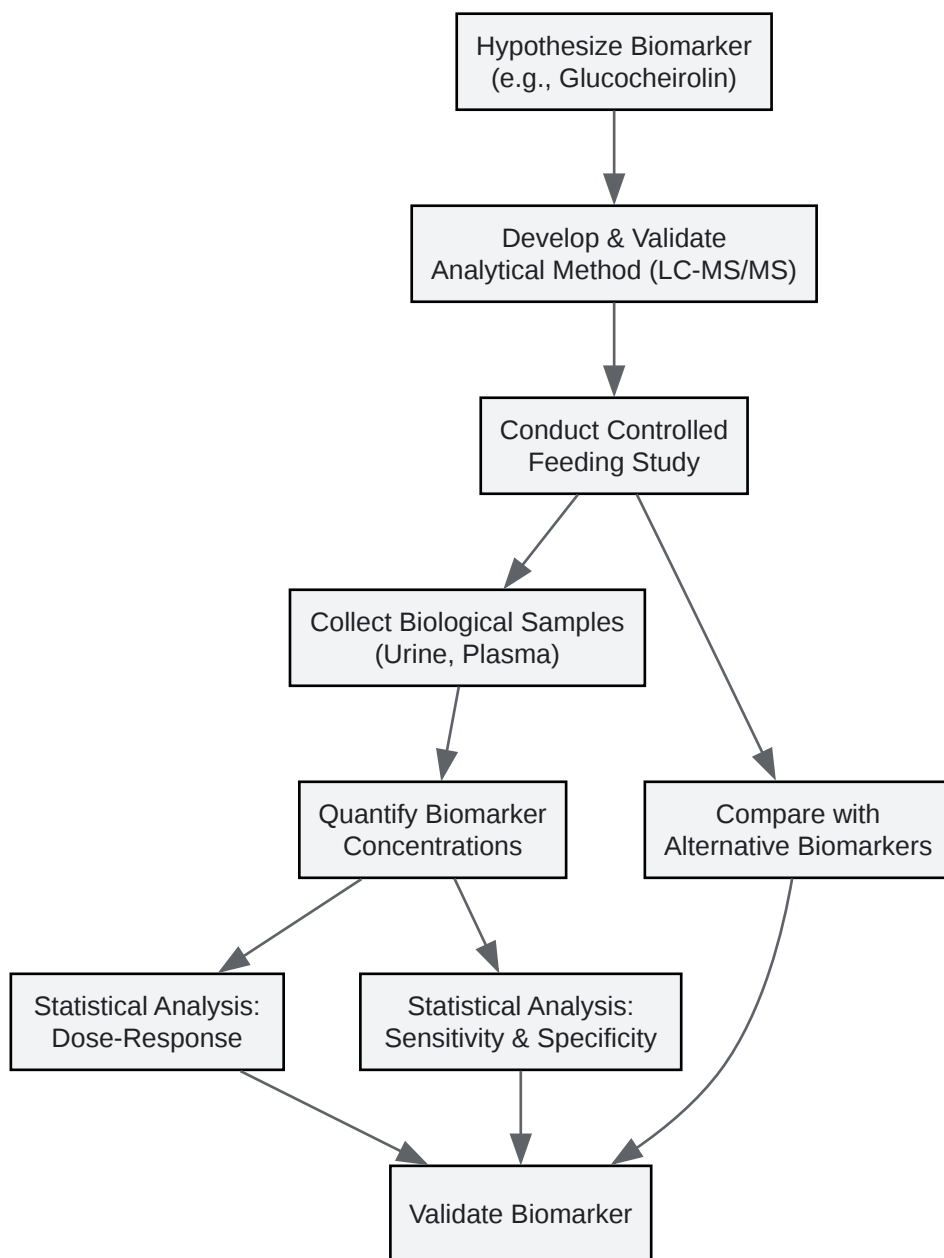 Hypothesize Biomarker
(e.g., Glucocheirolin)
Develop & Validate
Analytical Method (LC-MS/MS)
Conduct Controlled
Feeding Study
Collect Biological Samples
(Urine, Plasma)
Quantify Biomarker
Concentrations
Compare with
Alternative Biomarkers
Statistical Analysis:
Dose-Response
Statistical Analysis:
Sensitivity & Specificity
Validate Biomarker